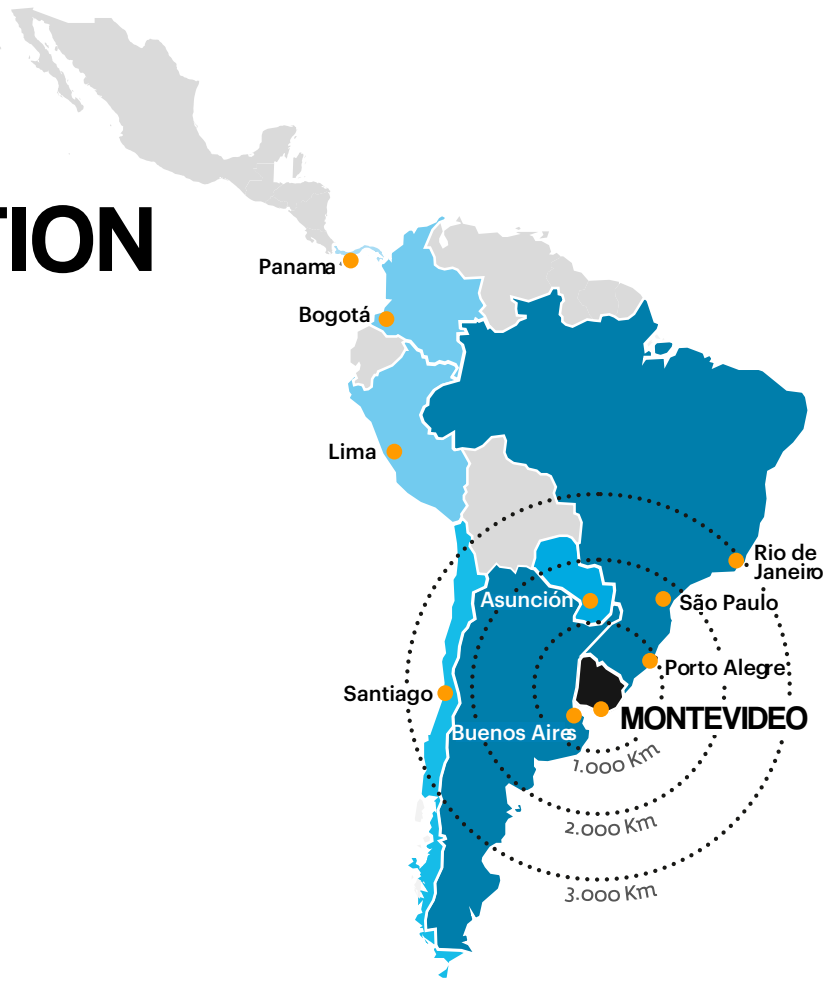 TION
Panama
Bogotá
Lima
Rio de
Janeiro
Asunción
São Paulo
Porto Alegre
Santiago
MONTEVIDEO
Buenos Aires
1.000 Km
2.000 Km
3.000 Km